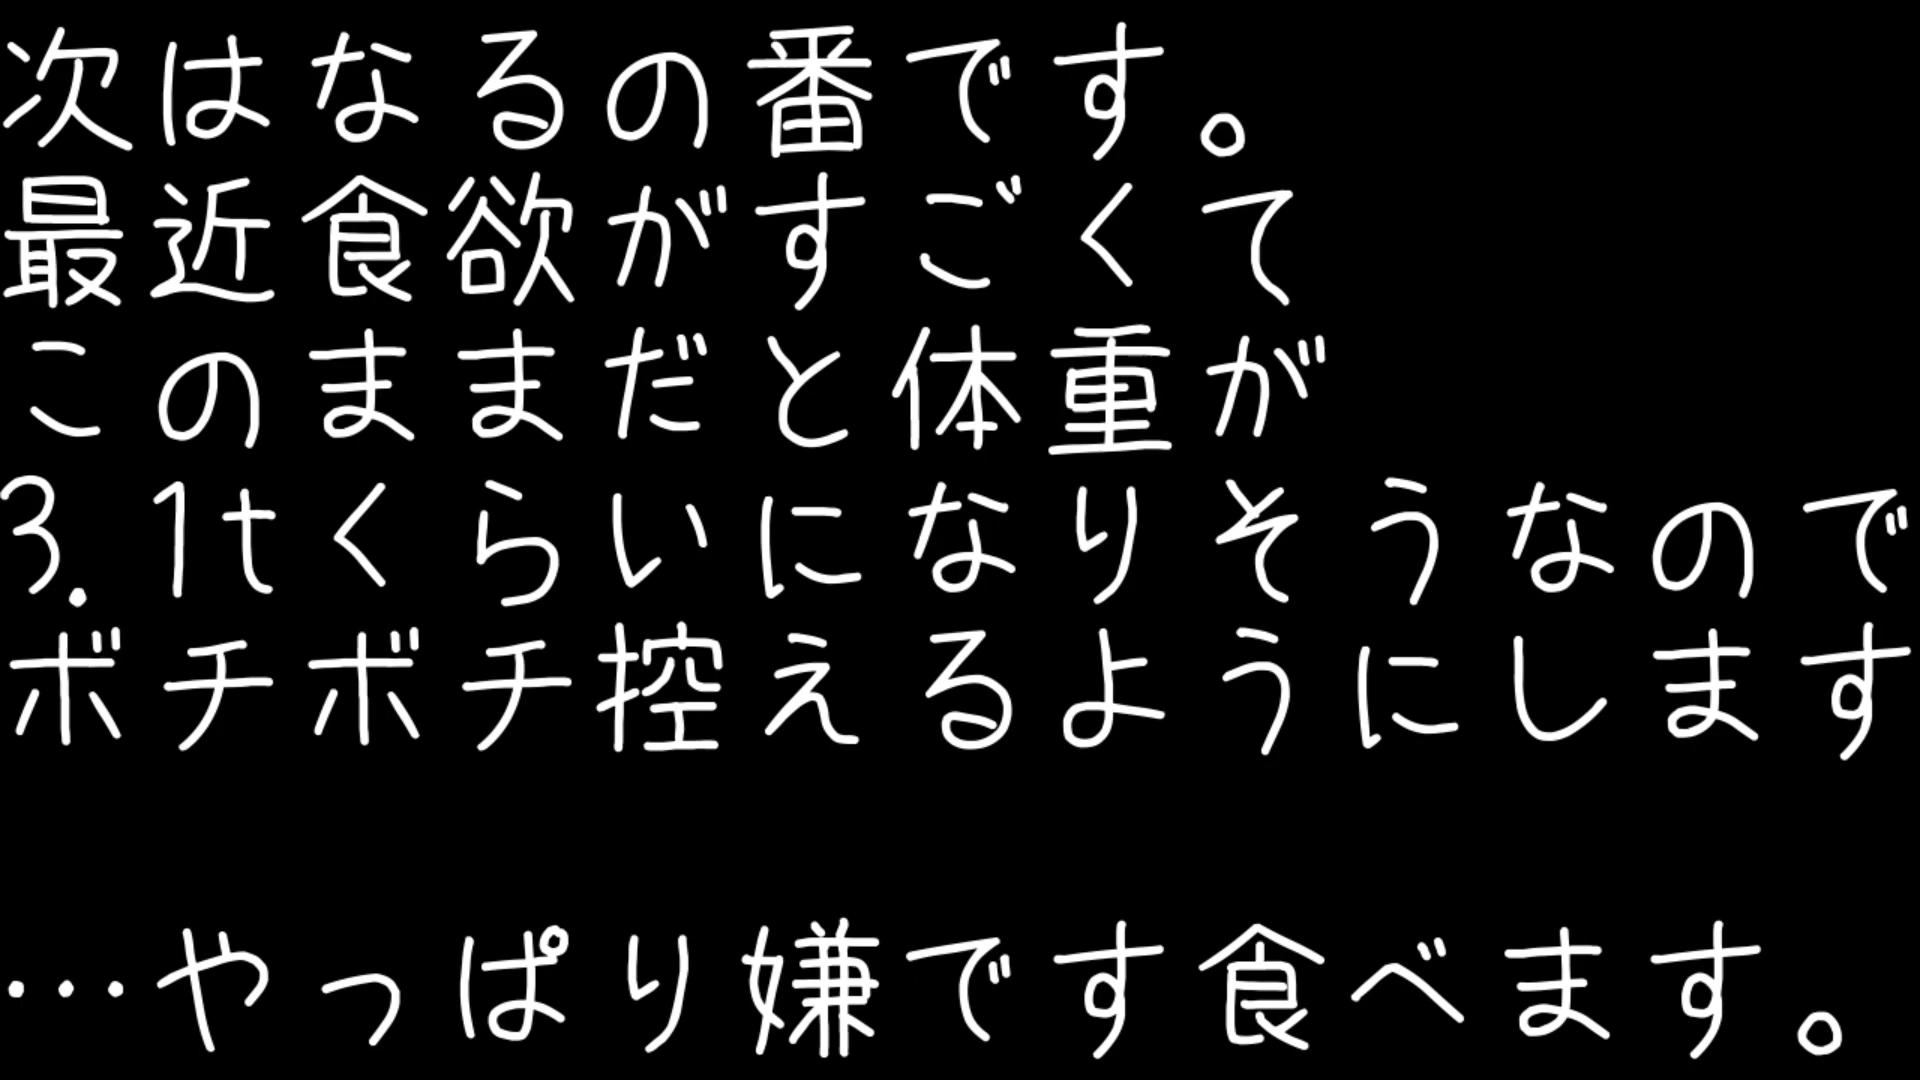 次はなるの番です。
最近食欲がすごくて
このままだと体重が
3.1tくらいになりそうなので
ボチボチ控えるようにします
…やっぱり嫌です食べます。